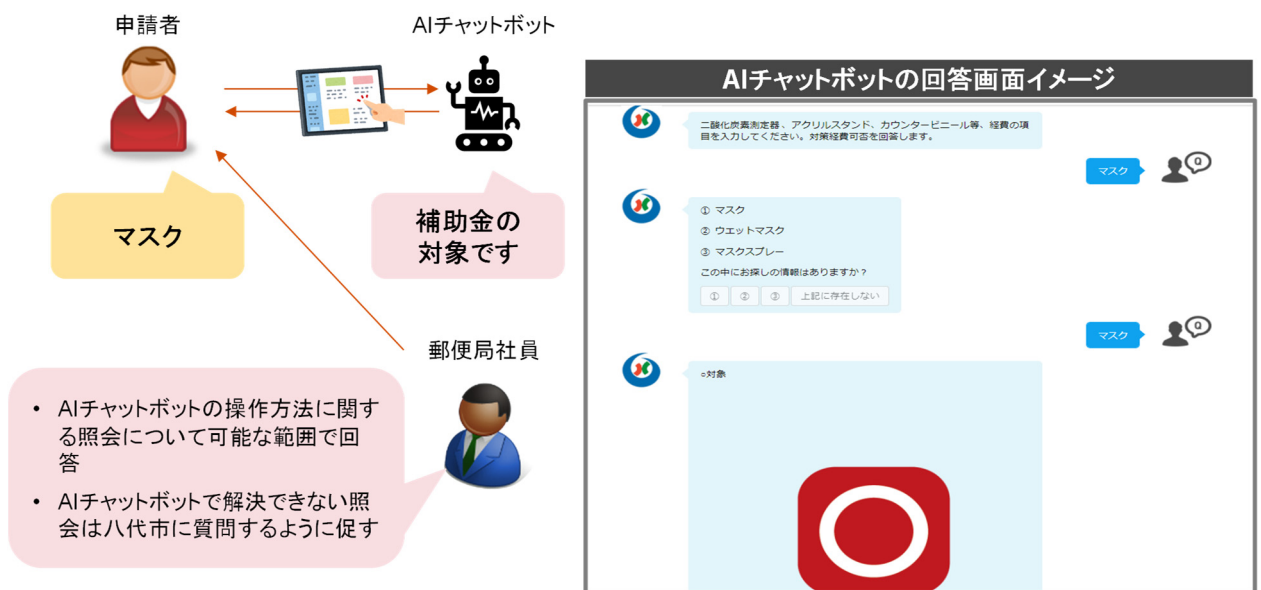 申請者
AIチャットボット
マスク
補助金の
対象です
郵便局社員
• AIチャットボットの操作方法に関す
る照会について可能な範囲で回
答
• AIチャットボットで解決できない照
会は八代市に質問するように促す
AIチャットボットの回答画面イメージ
二酸化炭素測定器、アクリルスタンド、カウンタービニール等、経費の項
目を入力してください。対策経費可否を回答します。
マスク
Q
① マスク
② ウエットマスク
③ マスクスプレー
この中にお探しの情報はありますか？
① ② ③ 上記に存在しない
マスク
Q
○対象